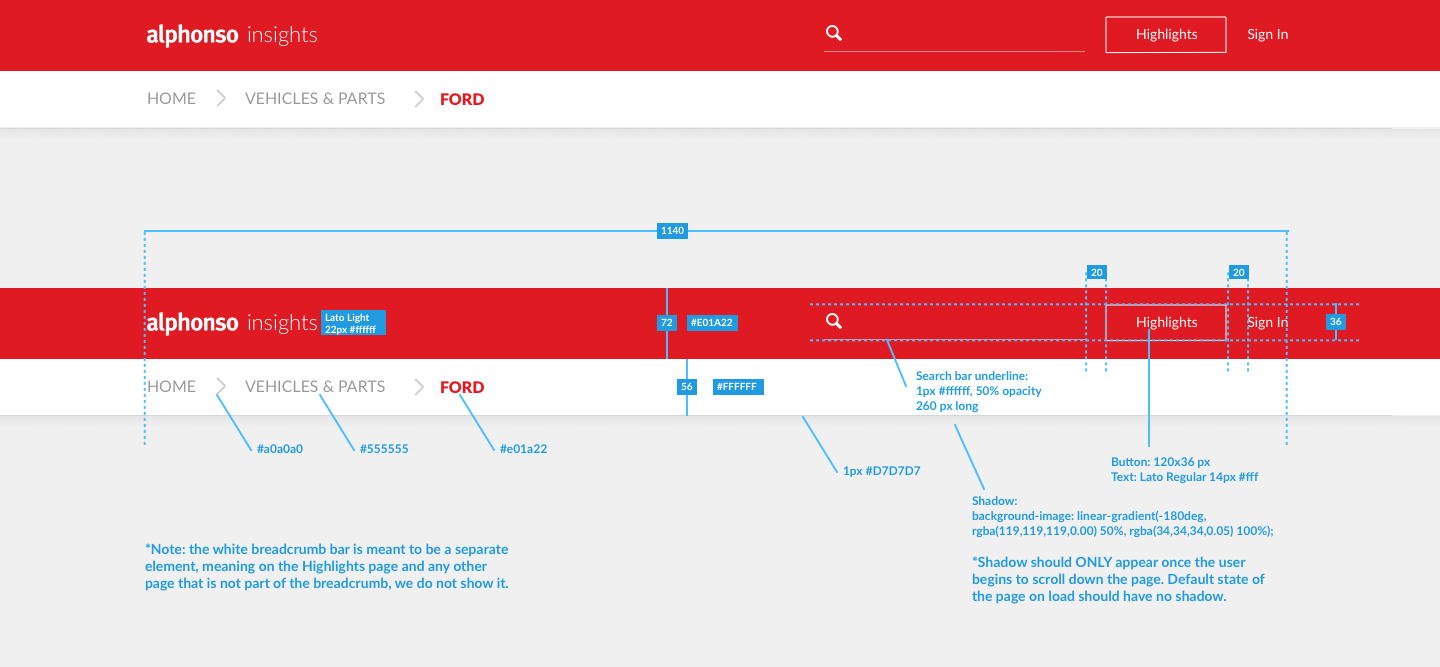 alphonso insights
Highlights
Sign In
HOME
VEHICLES & PARTS
FORD
1140
20
20
alphonso insights
Lato Light
22px #ffffff
72
#E01A22
Highlights
Sign In
36
HOME
VEHICLES & PARTS
FORD
56
#FFFFFF
Search bar underline:
1px #ffffff, 50% opacity
260 px long
#a0a0a0
#555555
#e01a22
1px #D7D7D7
Button: 120x36 px
Text: Lato Regular 14px #fff
Shadow:
background-image: linear-gradient(-180deg,
rgba(119,119,119,0.00) 50%, rgba(34,34,34,0.05) 100%);
*Note: the white breadcrumb bar is meant to be a separate
element, meaning on the Highlights page and any other
page that is not part of the breadcrumb, we do not show it.
*Shadow should ONLY appear once the user
begins to scroll down the page. Default state of
the page on load should have no shadow.